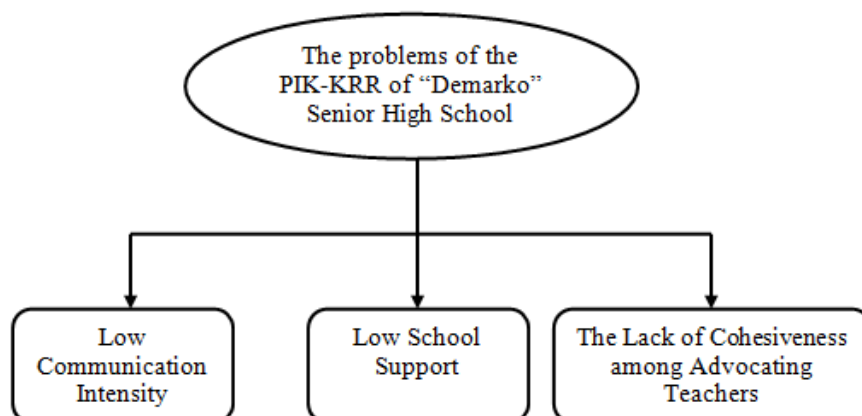 The problems of the
PIK-KRR of “Demarko”
Senior High School
Low
Communication
Intensity
Low School
Support
The Lack of Cohesiveness
among Advocating
Teachers